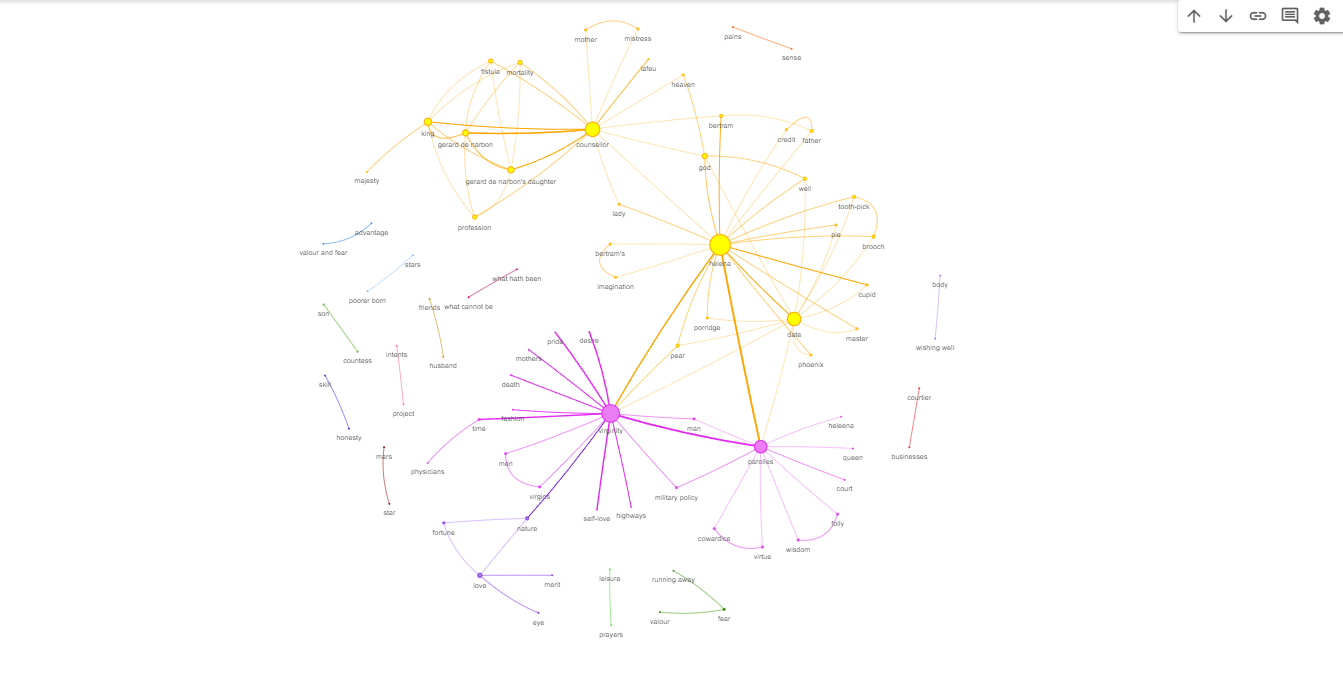 mother
mistress
pains
sense
lafeu
fistula
mortality
heaven
king
gerard de narbon
counsellor
bertram
credit
father
god
majesty
gerard de narbon's daughter
well
tooth-pick
lady
profession
pie
brooch
advantage
valour and fear
bertram's
helena
stars
what hath been
imagination
cupid
body
poorer born
friends
what cannot be
son
porridge
date
master
intents
pride
desire
wishing well
countess
husband
mothers
pear
phoenix
skill
death
courtier
project
fashion
time
virginity
man
heleena
honesty
mars
physicians
men
parolles
queen
businesses
virgins
military policy
court
star
self-love
highways
fortune
nature
folly
cowardice
virtue
wisdom
love
merit
leisure
running away
eye
prayers
valour
fear